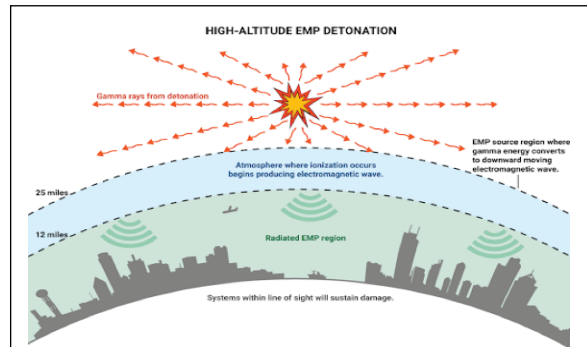 HIGH-ALTITUDE EMP DETONATION
Gamma rays from detonation
EMP source region where
gamma energy converts
to downward moving
electromagnetic wave.
Atmosphere where ionization occurs
begins producing electromagnetic wave.
25 miles
12 miles
Radiated EMP region
Systems within line of sight will sustain damage.